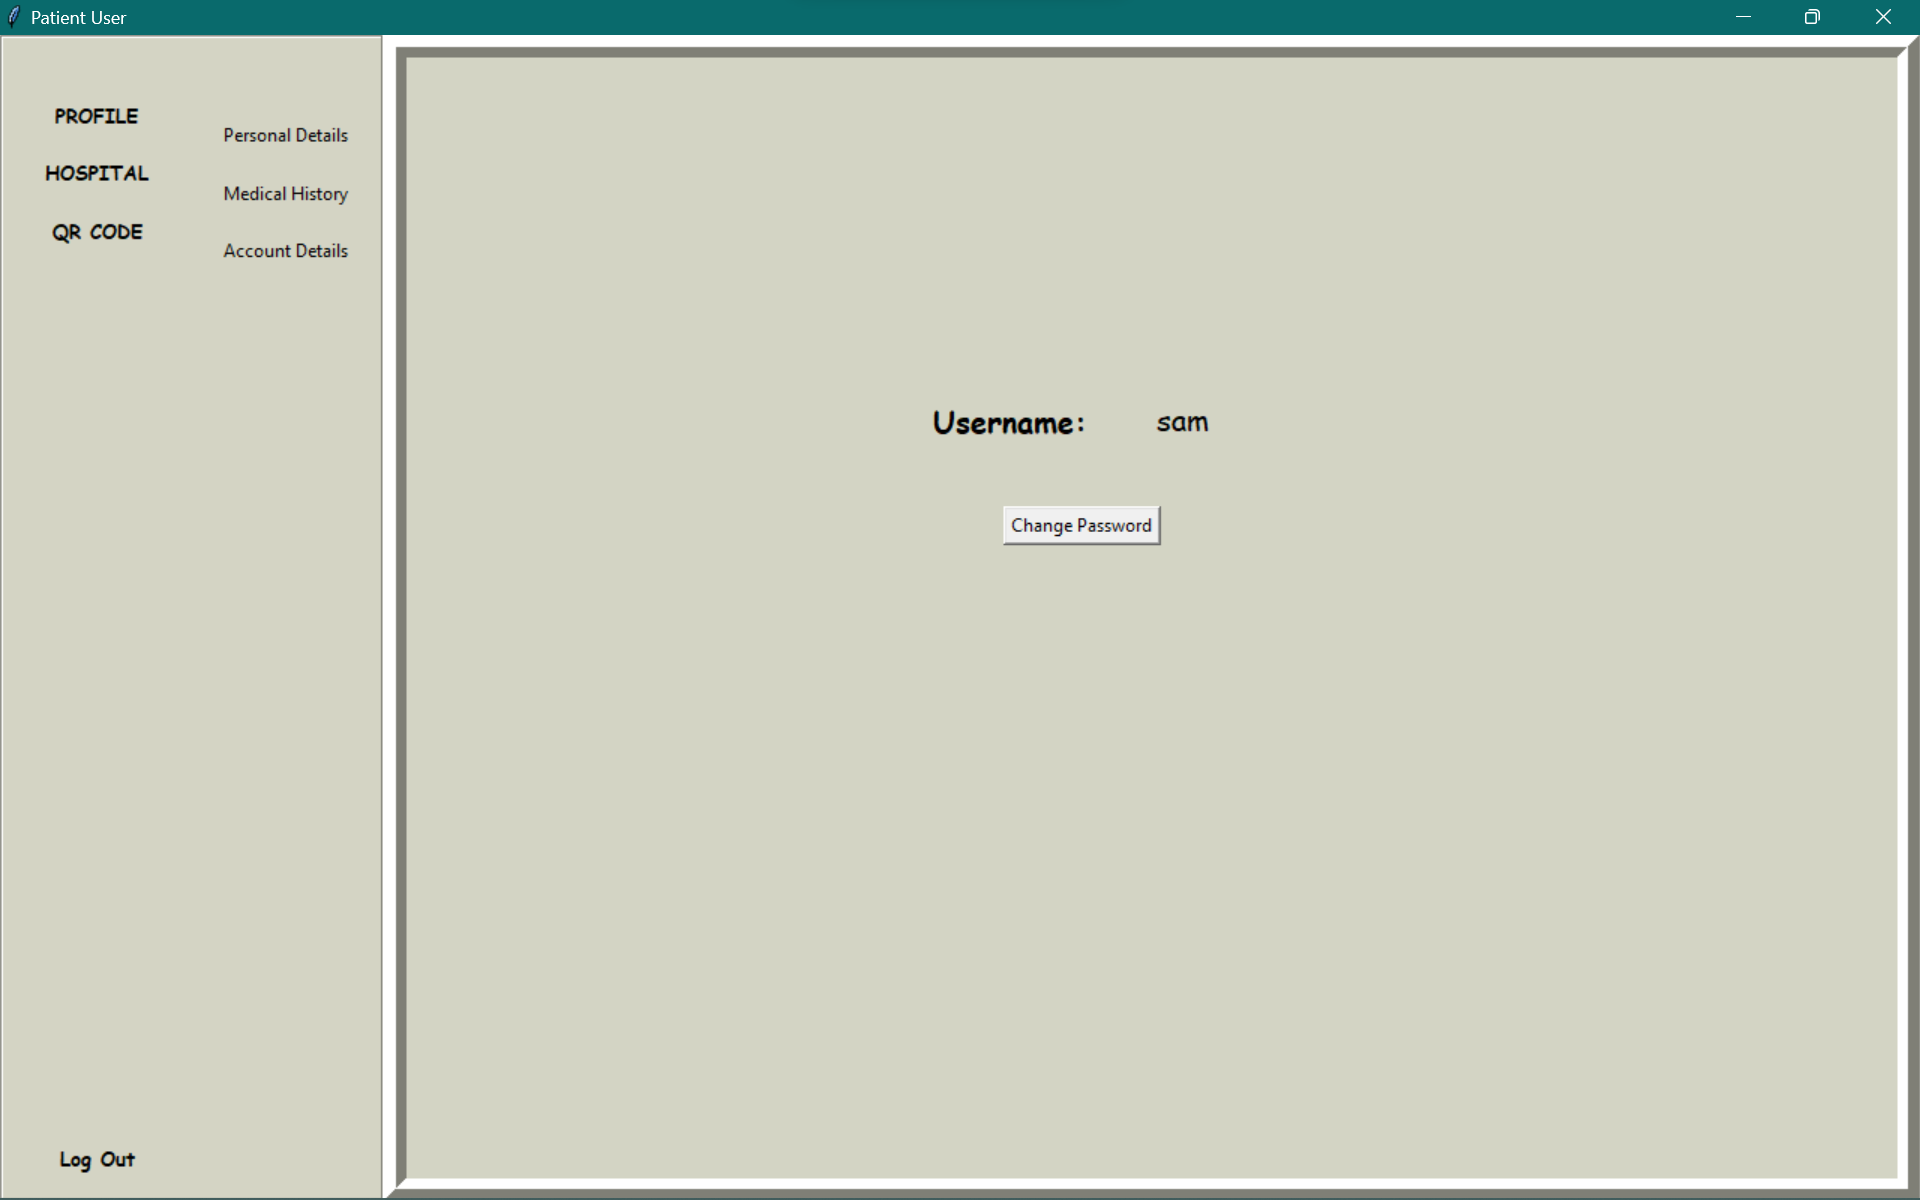 Patient User
PROFILE
Personal Details
HOSPITAL
Medical History
QR CODE
Account Details
Username: sam
Change Password
Log Out